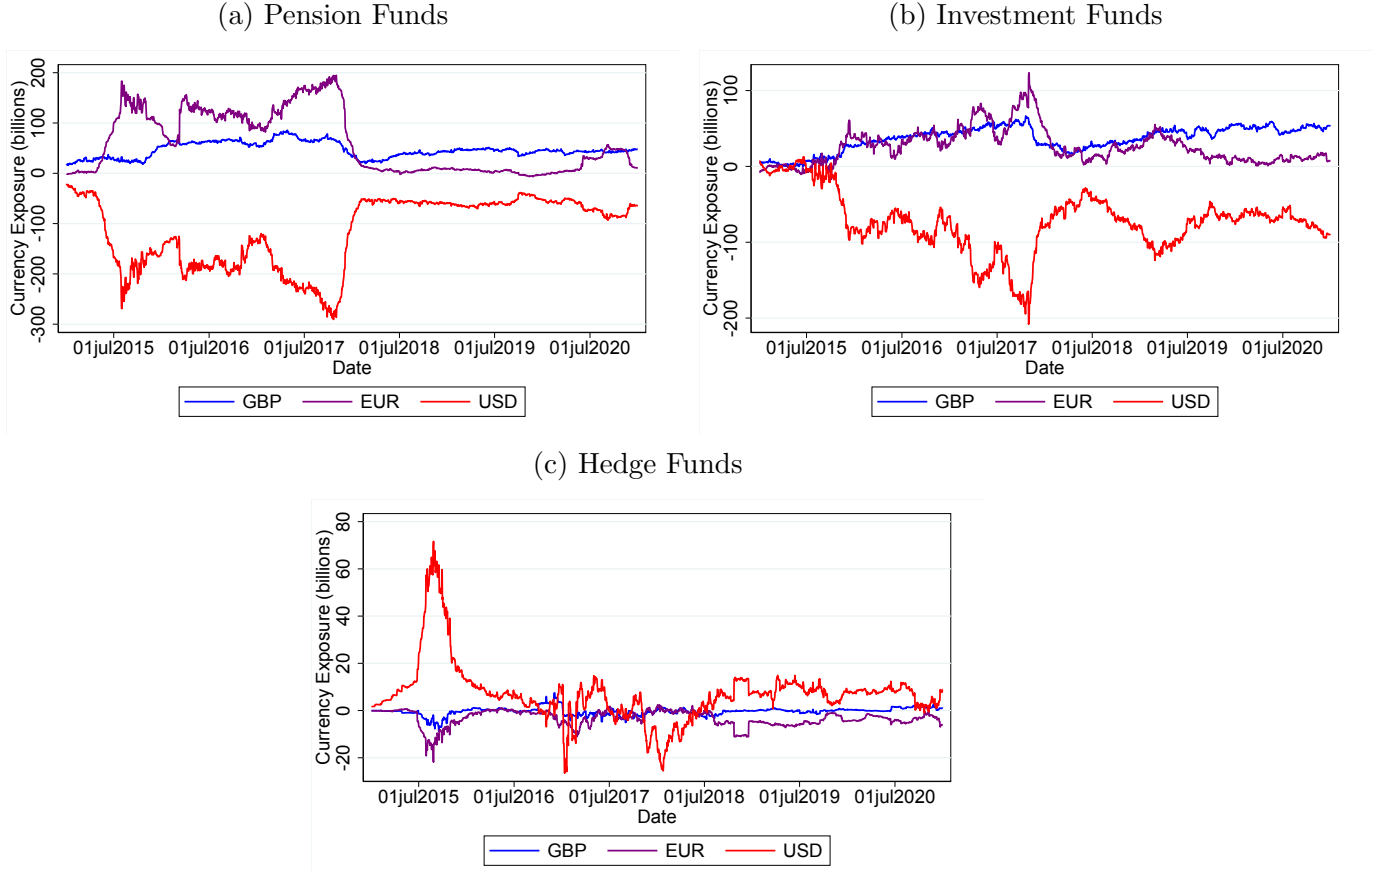 (a) Pension Funds
Currency Exposure (billions)
200
100
0
-100
-200
-300
01jul2015 01jul2016 01jul2017 01jul2018 01jul2019 01jul2020
Date
GBP EUR USD
(b) Investment Funds
Currency Exposure (billions)
100
0
-100
-200
01jul2015 01jul2016 01jul2017 01jul2018 01jul2019 01jul2020
Date
GBP EUR USD
(c) Hedge Funds
Currency Exposure (billions)
80
60
40
20
0
-20
01jul2015 01jul2016 01jul2017 01jul2018 01jul2019 01jul2020
Date
GBP EUR USD